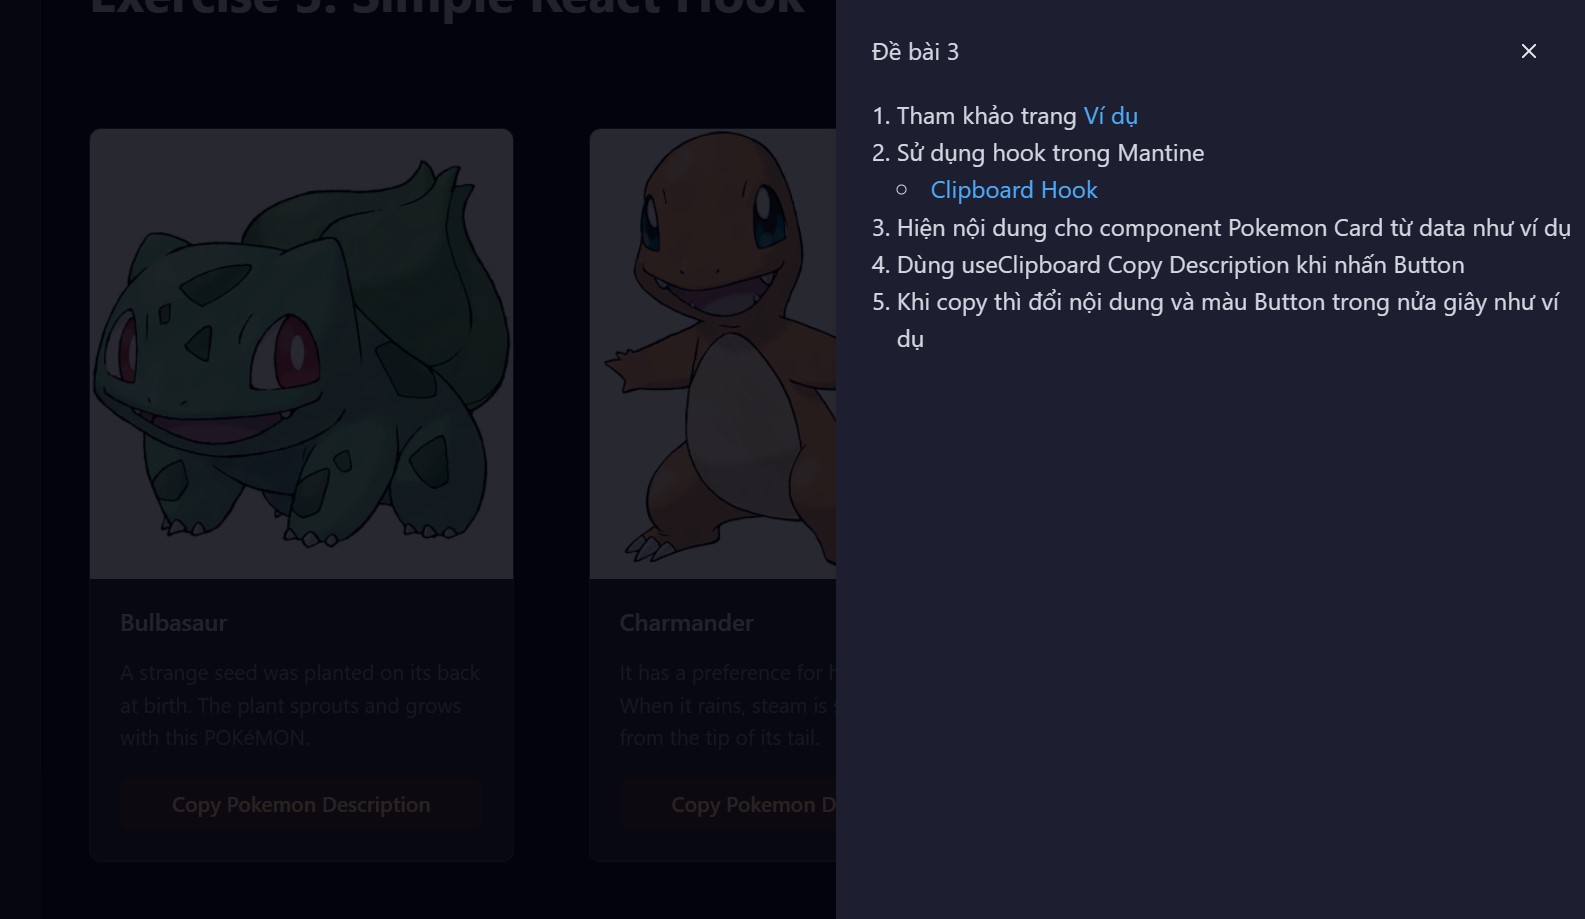 Exercise 3: Simple React Hook
Đề bài 3
1. Tham khảo trang Ví dụ
2. Sử dụng hook trong Mantine
Clipboard Hook
3. Hiện nội dung cho component Pokemon Card từ data như ví dụ
4. Dùng useClipboard Copy Description khi nhấn Button
5. Khi copy thì đổi nội dung và màu Button trong nửa giây như ví
dụ
Bulbasaur
A strange seed was planted on its back
at birth. The plant sprouts and grows
with this POKéMON.
Copy Pokemon Description
Charmander
It has a preference for
When it rains, steam is
from the tip of its tail.
Copy Pokemon